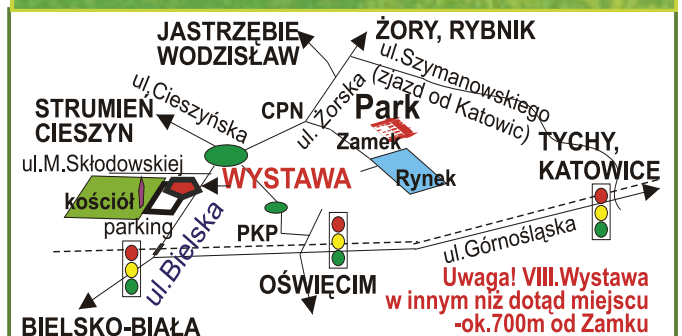 JASTRZĘBIE
WODZISŁAW
ŻORY, RYBNIK
ul.Szymanowskiego
(zjazd od Katowic)
ul.Cieszyńska
STRUMIEŃ
CIESZYN
CPN
ul. Żorska
Park
Zamek
TYCHY,
KATOWICE
ul.M.Skłodowskiej
WYSTAWA
Rynek
kościół
parking
ul.Bielska
PKP
ul.Górnośląska
OŚWIĘCIM
Uwaga! VIII.Wystawa
w innym niż dotąd miejscu
-ok.700m od Zamku
BIELSKO-BIAŁA